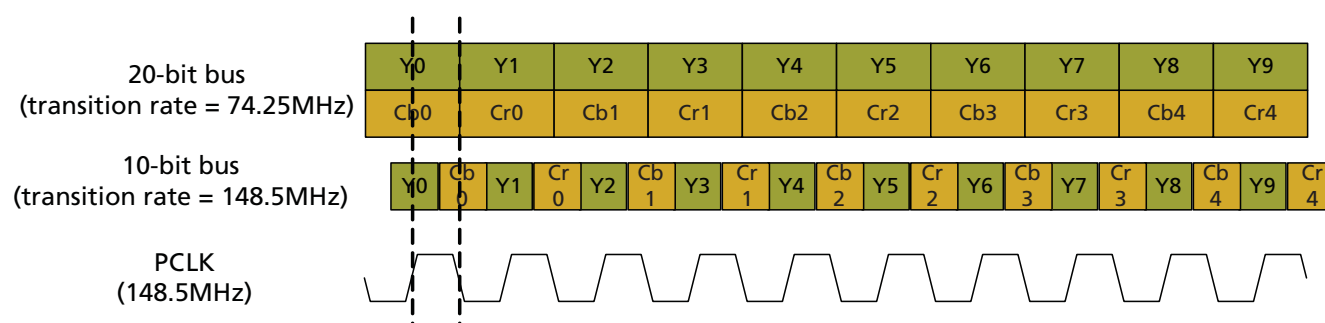 20-bit bus
(transition rate = 74.25MHz)
Y0 Y1 Y2 Y3 Y4 Y5 Y6 Y7 Y8 Y9
Cb0 Cr0 Cb1 Cr1 Cb2 Cr2 Cb3 Cr3 Cb4 Cr4
10-bit bus
(transition rate = 148.5MHz)
Y0 Cb 0 Y1 Cr 0 Y2 Cb 1 Y3 Cr 1 Y4 Cb 2 Y5 Cr 2 Y6 Cb 3 Y7 Cr 3 Y8 Cb 4 Y9 Cr 4
PCLK
(148.5MHz)